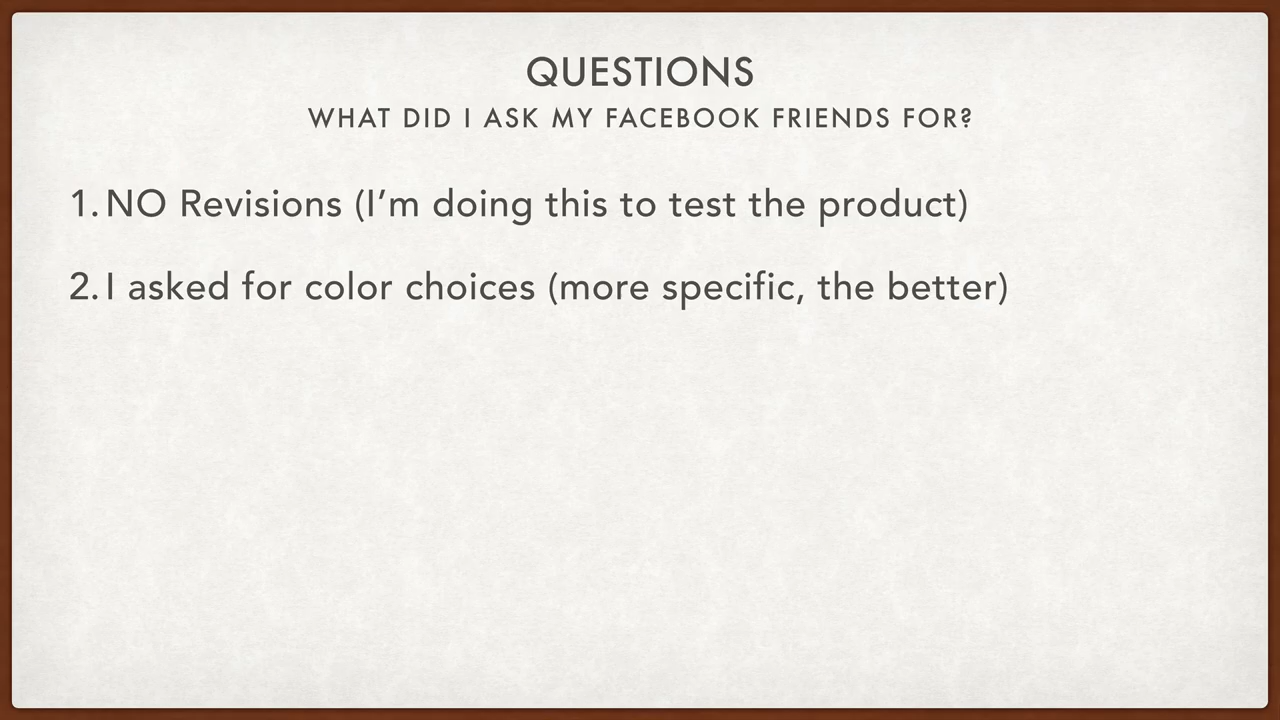 QUESTIONS
WHAT DID I ASK MY FACEBOOK FRIENDS FOR?
1. NO Revisions (I’m doing this to test the product)
2. I asked for color choices (more specific, the better)